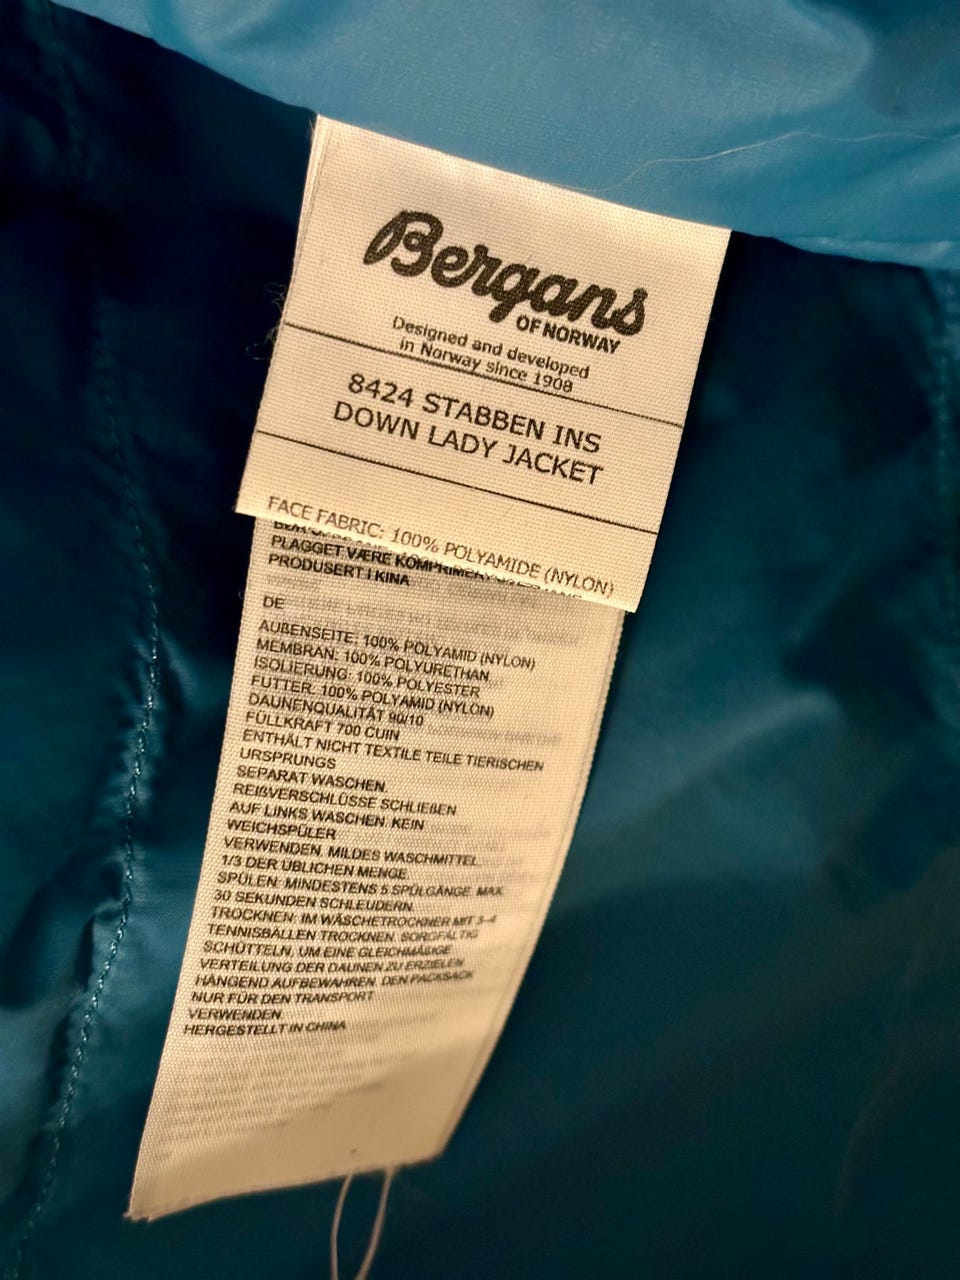 Bergans
OF NORWAY
Designed and developed
in Norway since 1908
8424 STABBEN INS
DOWN LADY JACKET
FACE FABRIC: 100% POLYAMIDE (NYLON)
PLAGGET VÆRE KOMPRIMERT
PRODUSERT I KINA
DE
AUßENSEITE: 100% POLYAMID (NYLON)
MEMBRAN: 100% POLYURETHAN
ISOLIERUNG: 100% POLYESTER
FUTTER: 100% POLYAMID (NYLON)
DAUNENQUALITÄT 90/10
FÜLLKRAFT 700 CUIN
ENTHÄLT NICHT TEXTILE TEILE TIERISCHEN
URSPRUNGS
SEPARAT WASCHEN.
REIßVERSCHLÜSSE SCHLIEßEN
AUF LINKS WASCHEN. KEIN
WEICHSPÜLER
VERWENDEN. MILDES WASCHMITTEL.
1/3 DER ÜBLICHEN MENGE.
SPÜLEN: MINDESTENS 5 SPÜLGÄNGE. MAX.
30 SEKUNDEN SCHLEUDERN.
TROCKNEN: IM WÄSCHETROCKNER MIT 3-4
TENNISBÄLLEN TROCKNEN. SORGFÄLTIG
SCHÜTTELN, UM EINE GLEICHMÄßIGE
VERTEILUNG DER DAUNEN ZU ERZIELEN.
HÄNGEND AUFBEWAHREN. DEN PACKSACK
NUR FÜR DEN TRANSPORT
VERWENDEN.
HERGESTELLT IN CHINA